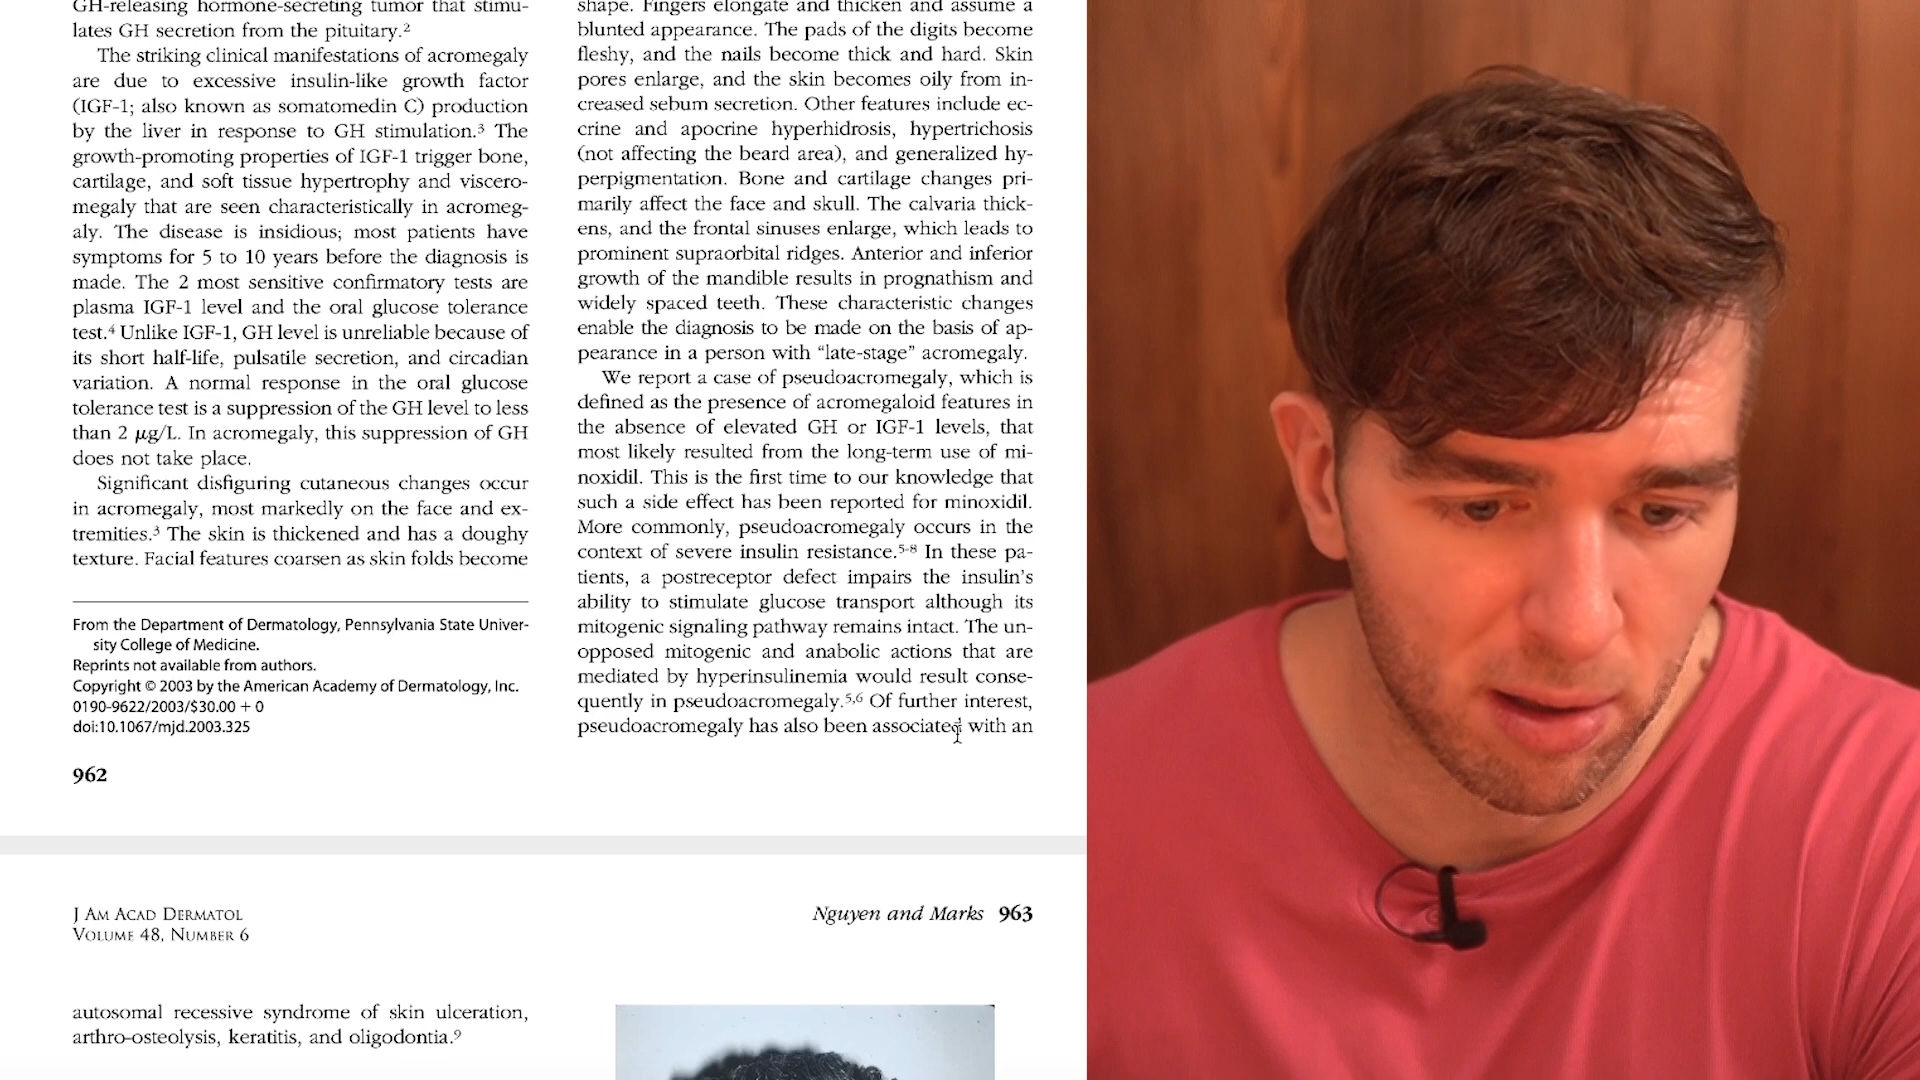 GH-releasing hormone-secreting tumor that stimu-
lates GH secretion from the pituitary.2
The striking clinical manifestations of acromegaly
are due to excessive insulin-like growth factor
(IGF-1; also known as somatomedin C) production
by the liver in response to GH stimulation.3 The
growth-promoting properties of IGF-1 trigger bone,
cartilage, and soft tissue hypertrophy and viscero-
megaly that are seen characteristically in acromeg-
aly. The disease is insidious; most patients have
symptoms for 5 to 10 years before the diagnosis is
made. The 2 most sensitive confirmatory tests are
plasma IGF-1 level and the oral glucose tolerance
test.4 Unlike IGF-1, GH level is unreliable because of
its short half-life, pulsatile secretion, and circadian
variation. A normal response in the oral glucose
tolerance test is a suppression of the GH level to less
than 2 μg/L. In acromegaly, this suppression of GH
does not take place.
Significant disfiguring cutaneous changes occur
in acromegaly, most markedly on the face and ex-
tremities.3 The skin is thickened and has a doughy
texture. Facial features coarsen as skin folds become
From the Department of Dermatology, Pennsylvania State Univer-
sity College of Medicine.
Reprints not available from authors.
Copyright © 2003 by the American Academy of Dermatology, Inc.
0190-9622/2003/$30.00 + 0
doi:10.1067/mjd.2003.325
962
shape. Fingers elongate and thicken and assume a
blunted appearance. The pads of the digits become
fleshy, and the nails become thick and hard. Skin
pores enlarge, and the skin becomes oily from in-
creased sebum secretion. Other features include ec-
crine and apocrine hyperhidrosis, hypertrichosis
(not affecting the beard area), and generalized hy-
perpigmentation. Bone and cartilage changes pri-
marily affect the face and skull. The calvaria thick-
ens, and the frontal sinuses enlarge, which leads to
prominent supraorbital ridges. Anterior and inferior
growth of the mandible results in prognathism and
widely spaced teeth. These characteristic changes
enable the diagnosis to be made on the basis of ap-
pearance in a person with “late-stage” acromegaly.
We report a case of pseudoacromegaly, which is
defined as the presence of acromegaloid features in
the absence of elevated GH or IGF-1 levels, that
most likely resulted from the long-term use of mi-
noxidil. This is the first time to our knowledge that
such a side effect has been reported for minoxidil.
More commonly, pseudoacromegaly occurs in the
context of severe insulin resistance.5-8 In these pa-
tients, a postreceptor defect impairs the insulin’s
ability to stimulate glucose transport although its
mitogenic signaling pathway remains intact. The un-
opposed mitogenic and anabolic actions that are
mediated by hyperinsulinemia would result conse-
quently in pseudoacromegaly.5,6 Of further interest,
pseudoacromegaly has also been associated with an
J AM ACAD DERMATOL
VOLUME 48, NUMBER 6
Nguyen and Marks 963
autosomal recessive syndrome of skin ulceration,
arthro-osteolysis, keratitis, and oligodontia.9